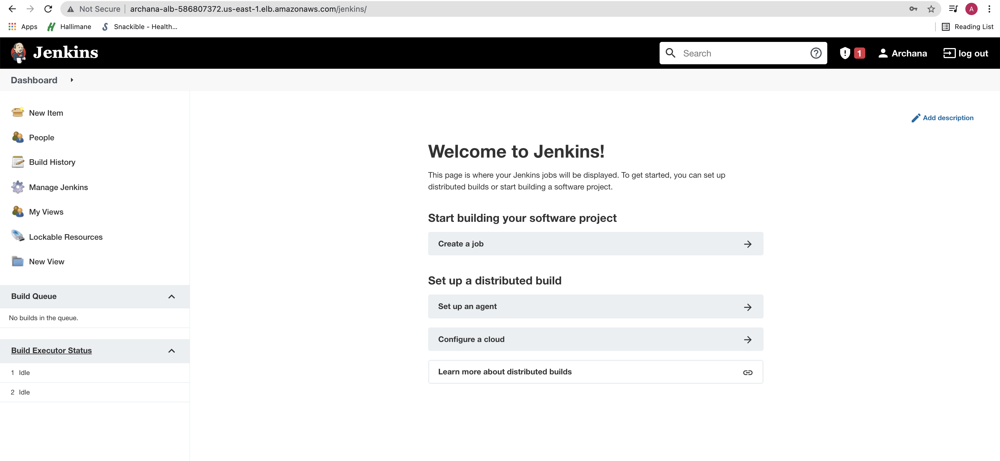 Not Secure archana-alb-586807372.us-east-1.elb.amazonaws.com/jenkins/ A
Apps Hallimane Snackible - Health... Reading List
Jenkins Search 1 Archana log out
Dashboard
New Item
People
Build History
Manage Jenkins
My Views
Lockable Resources
New View
Build Queue
No builds in the queue.
Build Executor Status
1 Idle
2 Idle
Add description
Welcome to Jenkins!
This page is where your Jenkins jobs will be displayed. To get started, you can set up
distributed builds or start building a software project.
Start building your software project
Create a job
Set up a distributed build
Set up an agent
Configure a cloud
Learn more about distributed builds